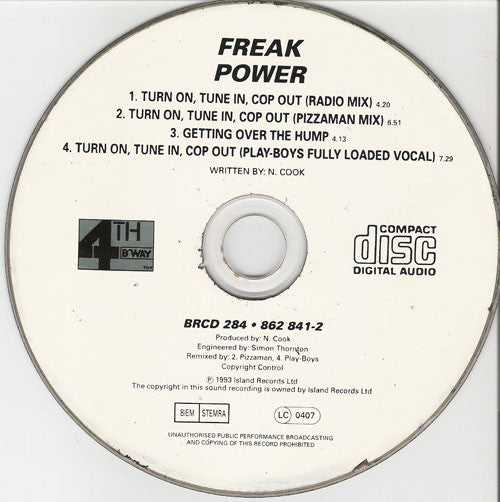 FREAK
POWER
1. TURN ON, TUNE IN, COP OUT (RADIO MIX) 4.20
2. TURN ON, TUNE IN, COP OUT (PIZZAMAN MIX) 6.51
3. GETTING OVER THE HUMP 4.13
4. TURN ON, TUNE IN, COP OUT (PLAY-BOYS FULLY LOADED VOCAL) 7.29
WRITTEN BY: N. COOK
4TH
B'WAY
TM
COMPACT
disc
DIGITAL AUDIO
BRCD 284 • 862 841-2
Produced by: N. Cook
Engineered by: Simon Thornton
Remixed by: 2. Pizzaman, 4. Play-Boys
Copyright Control
℗ 1993 Island Records Ltd
The copyright in this sound recording is owned by Island Records Ltd
BIEM STEMRA
LC 0407
UNAUTHORISED PUBLIC PERFORMANCE BROADCASTING
AND COPYING OF THIS RECORD PROHIBITED